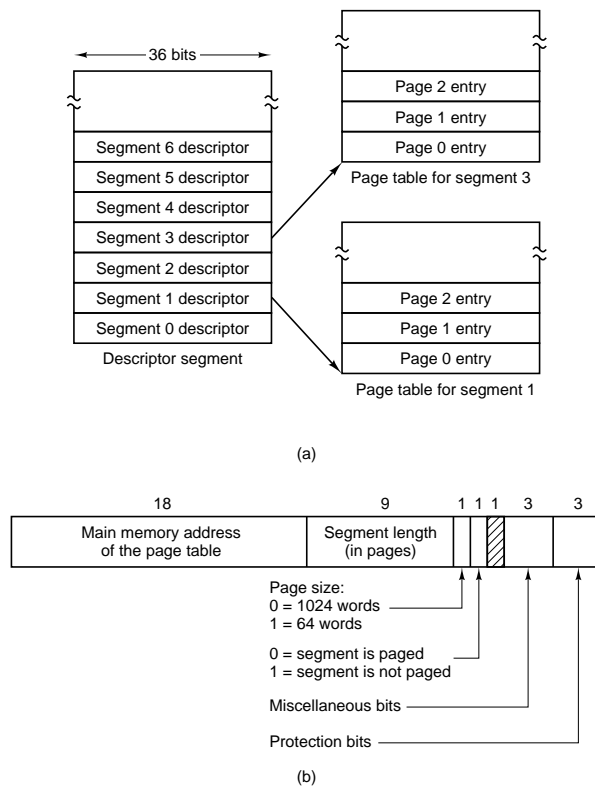 36 bits
Page 2 entry
Page 1 entry
Page 0 entry
Page table for segment 3
Segment 6 descriptor
Segment 5 descriptor
Segment 4 descriptor
Segment 3 descriptor
Segment 2 descriptor
Segment 1 descriptor
Segment 0 descriptor
Descriptor segment
Page 2 entry
Page 1 entry
Page 0 entry
Page table for segment 1
(a)
18 9 1 1 1 3 3
Main memory address
of the page table
Segment length
(in pages)
Page size:
0 = 1024 words
1 = 64 words
0 = segment is paged
1 = segment is not paged
Miscellaneous bits
Protection bits
(b)